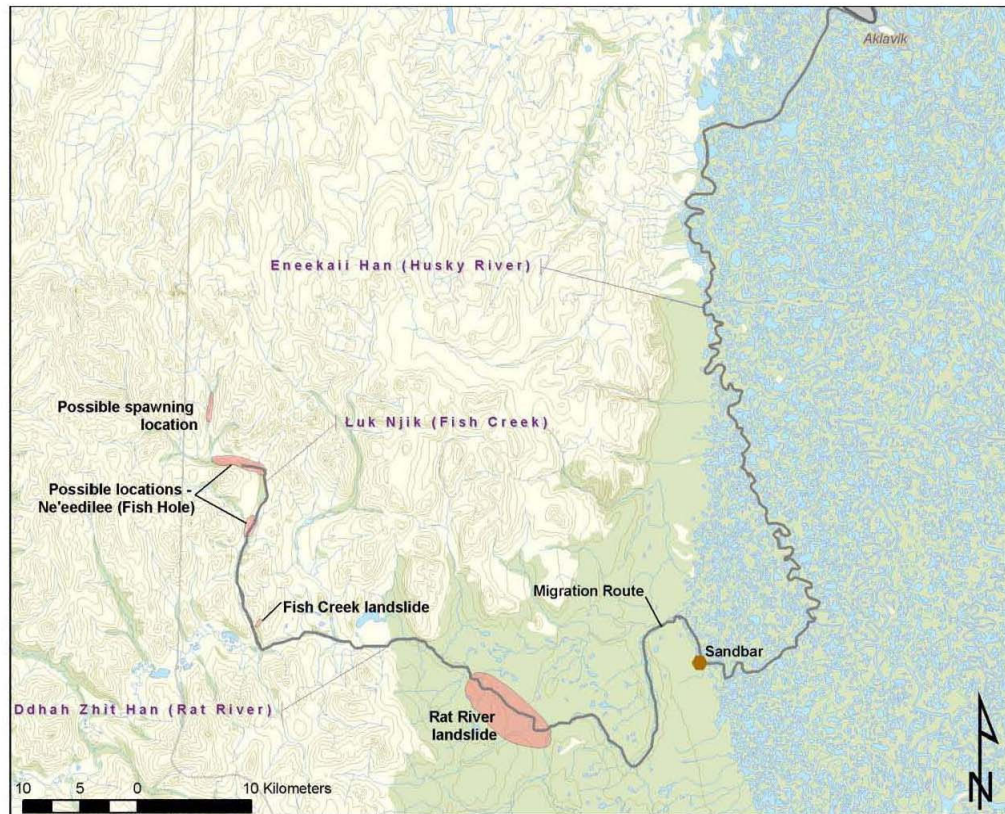 Aklavik
Eneekaii Han (Husky River)
Possible spawning
location
Łuk Njik (Fish Creek)
Possible locations -
Ne'eedilee (Fish Hole)
Fish Creek landslide
Migration Route
Sandbar
Ddhah Zhit Han (Rat River)
Rat River
landslide
10 5 0 10 Kilometers
N